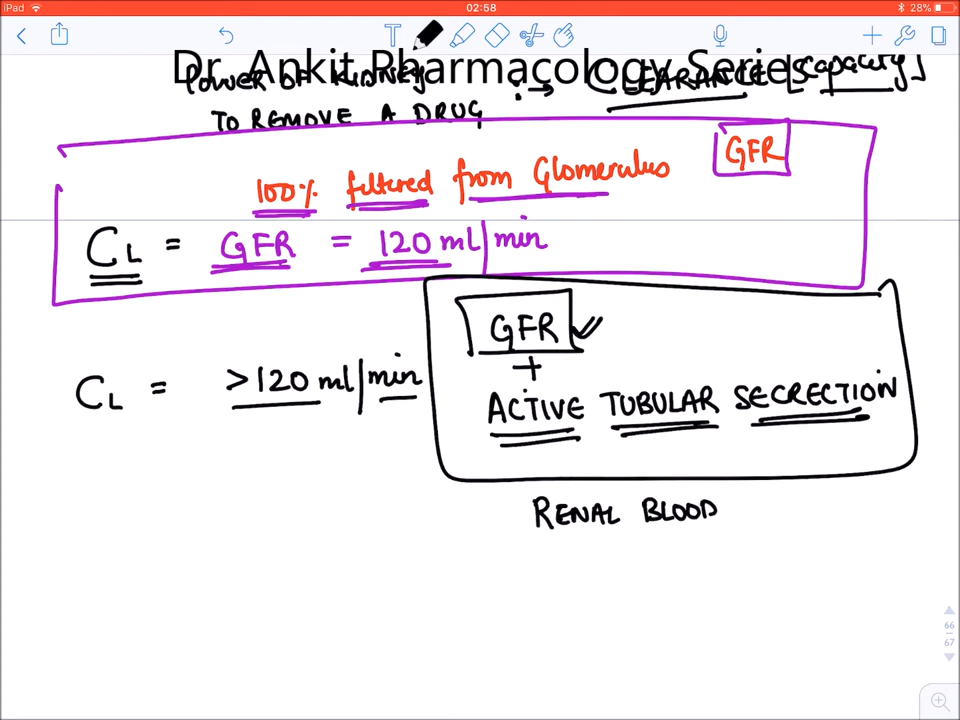 iPad 02:58 28%
T
Dr. Ankit Pharmacology Series
Power of Kidney :→ CLEARANCE [Capacity]
TO REMOVE A DRUG
GFR
100% filtered from Glomerulus
CL = GFR = 120 ml/min
GFR
+
CL = >120 ml/min
ACTIVE TUBULAR SECRETION
RENAL BLOOD
66
67